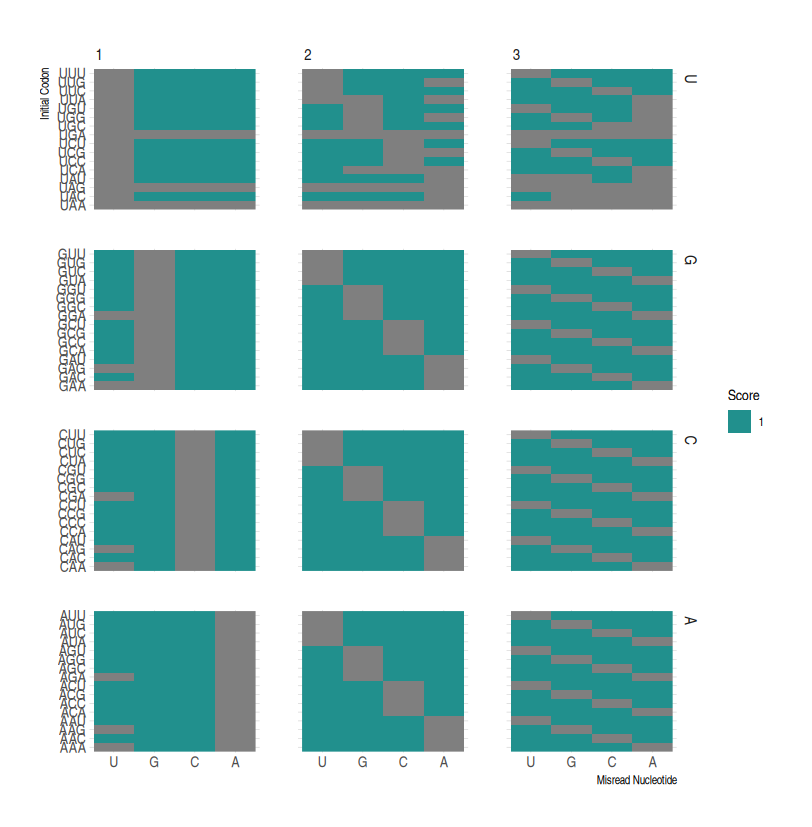 1 2 3
Initial Codon
UUU
UUG
UUC
UUA
UGU
UGG
UGC
UGA
UCU
UCG
UCC
UCA
UAU
UAG
UAC
UAA
U
GUU
GUG
GUC
GUA
GGU
GGG
GGC
GGA
GCU
GCG
GCC
GCA
GAU
GAG
GAC
GAA
G
Score
1
CUU
CUG
CUC
CUA
CGU
CGG
CGC
CGA
CCU
CCG
CCC
CCA
CAU
CAG
CAC
CAA
C
AUU
AUG
AUC
AUA
AGU
AGG
AGC
AGA
ACU
ACG
ACC
ACA
AAU
AAG
AAC
AAA
A
U G C A U G C A U G C A
Misread Nucleotide